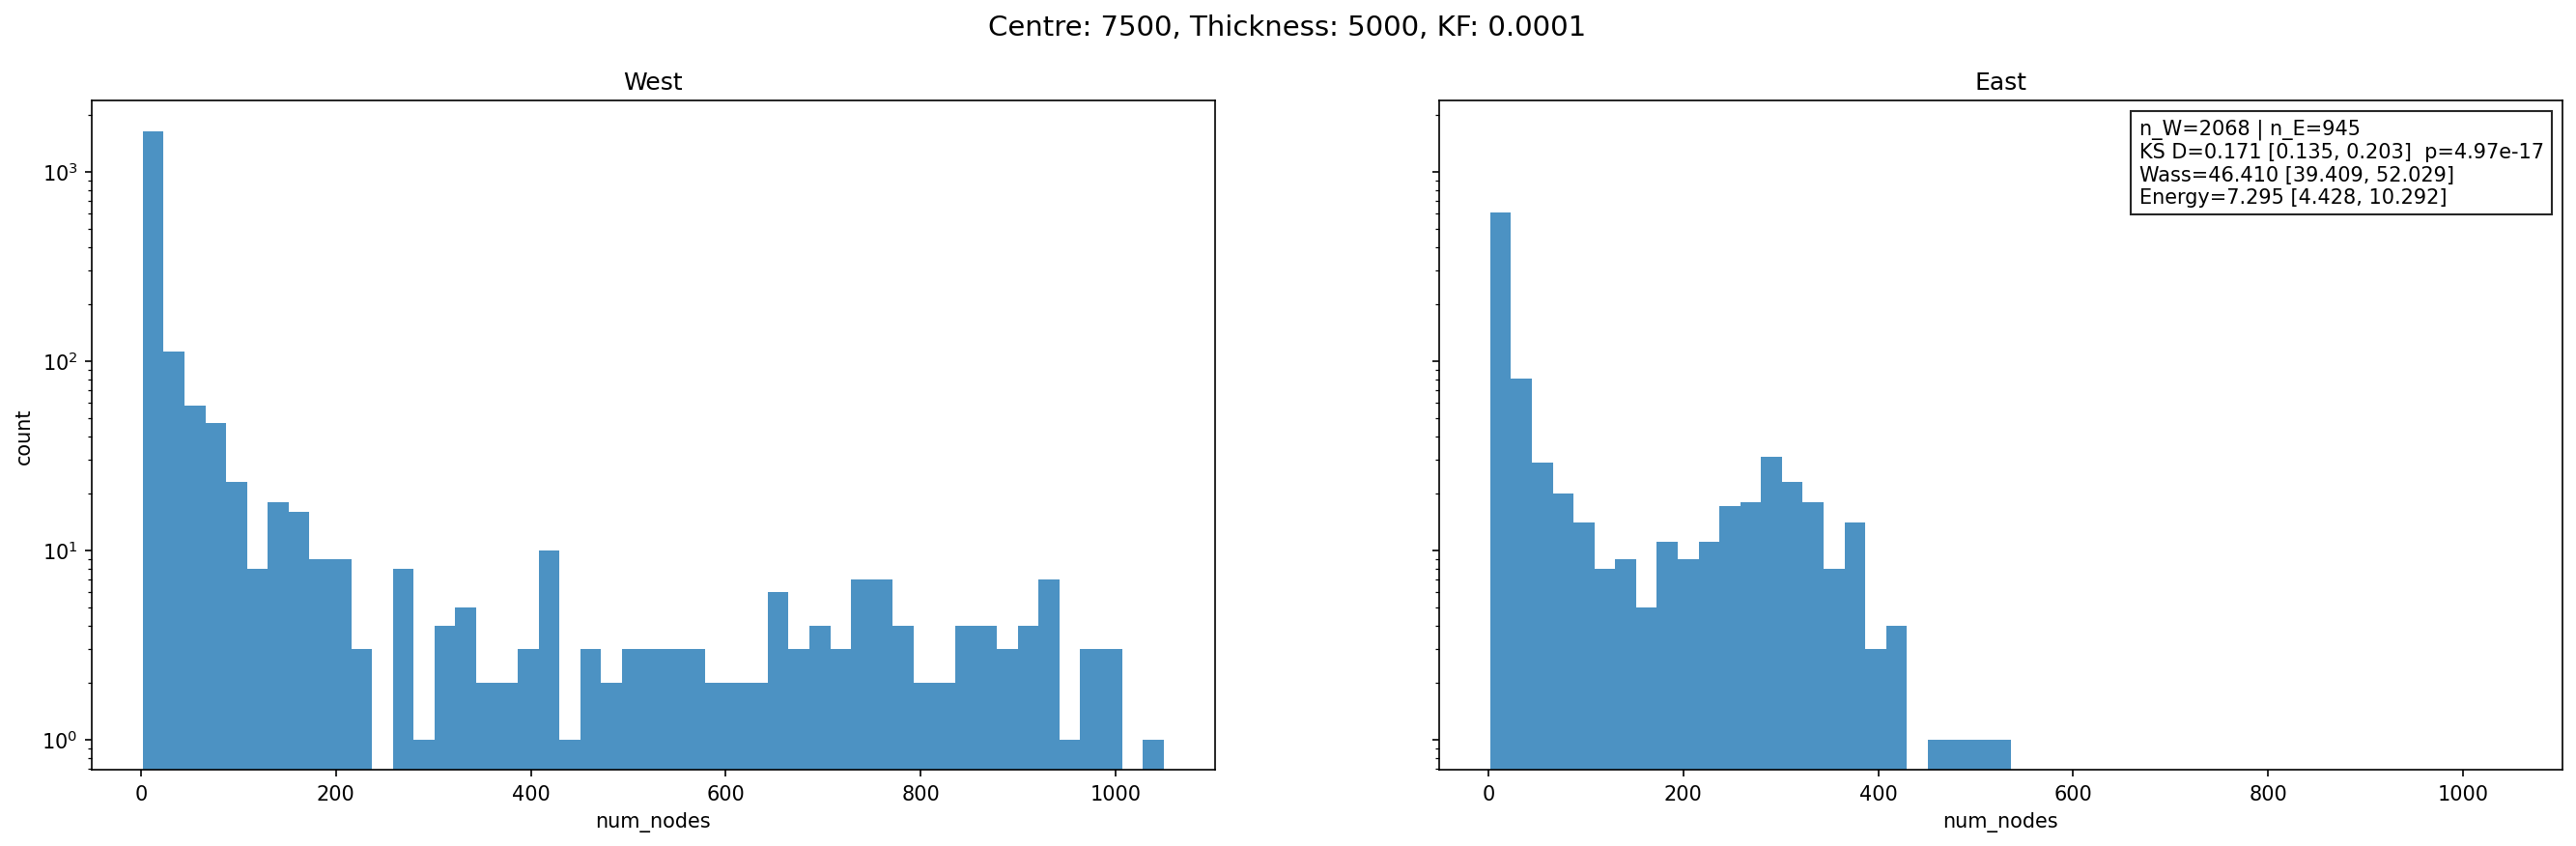 Centre: 7500, Thickness: 5000, KF: 0.0001
West
10³
10²
10¹
10⁰
count
0 200 400 600 800 1000
num_nodes
East
n_W=2068 | n_E=945
KS D=0.171 [0.135, 0.203]  p=4.97e-17
Wass=46.410 [39.409, 52.029]
Energy=7.295 [4.428, 10.292]
0 200 400 600 800 1000
num_nodes